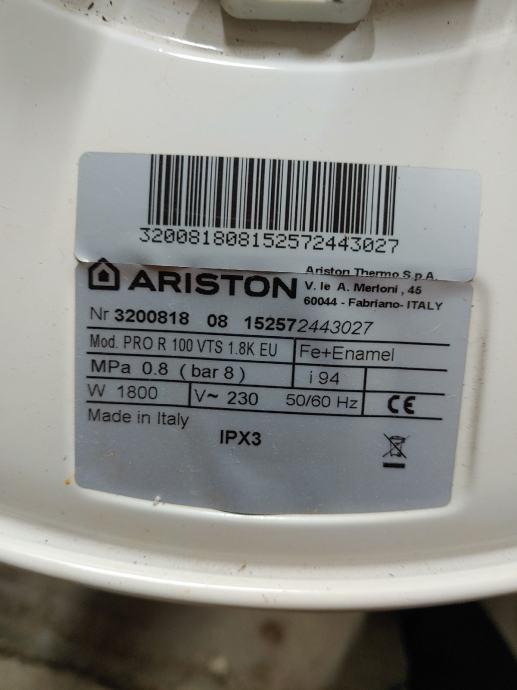 320081808152572443027
ARISTON
Ariston Thermo S.p.A.
V. le A. Merloni , 45
60044 - Fabriano- ITALY
Nr 3200818 08 152572443027
Mod. PRO R 100 VTS 1.8K EU
Fe+Enamel
MPa 0.8 ( bar 8 )
i 94
W 1800
V~ 230 50/60 Hz
CE
Made in Italy
IPX3